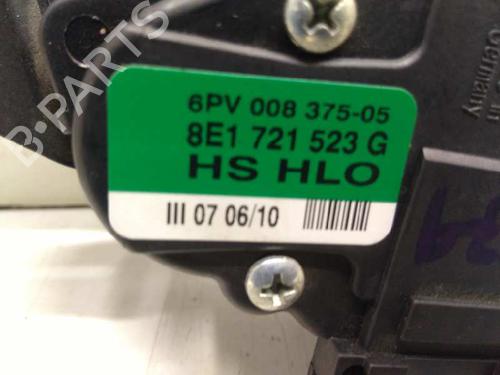 6PV 008 375-05
8E1 721 523 G
HS HLO
III 07 06/10
Germany
B-PARTS